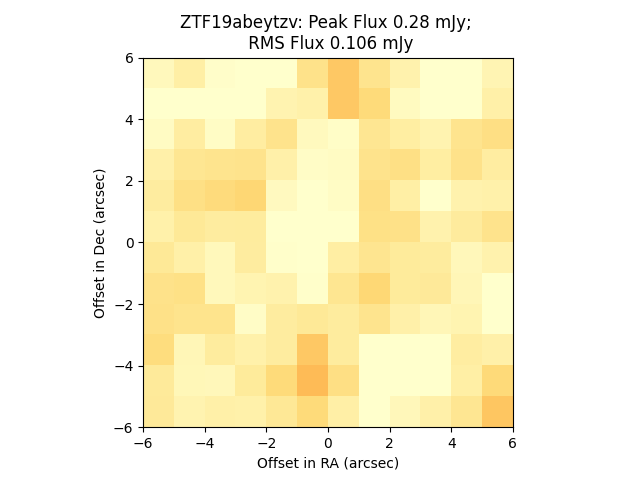 ZTF19abeytzv: Peak Flux 0.28 mJy;
RMS Flux 0.106 mJy
6
4
2
0
−2
−4
−6
Offset in Dec (arcsec)
−6 −4 −2 0 2 4 6
Offset in RA (arcsec)